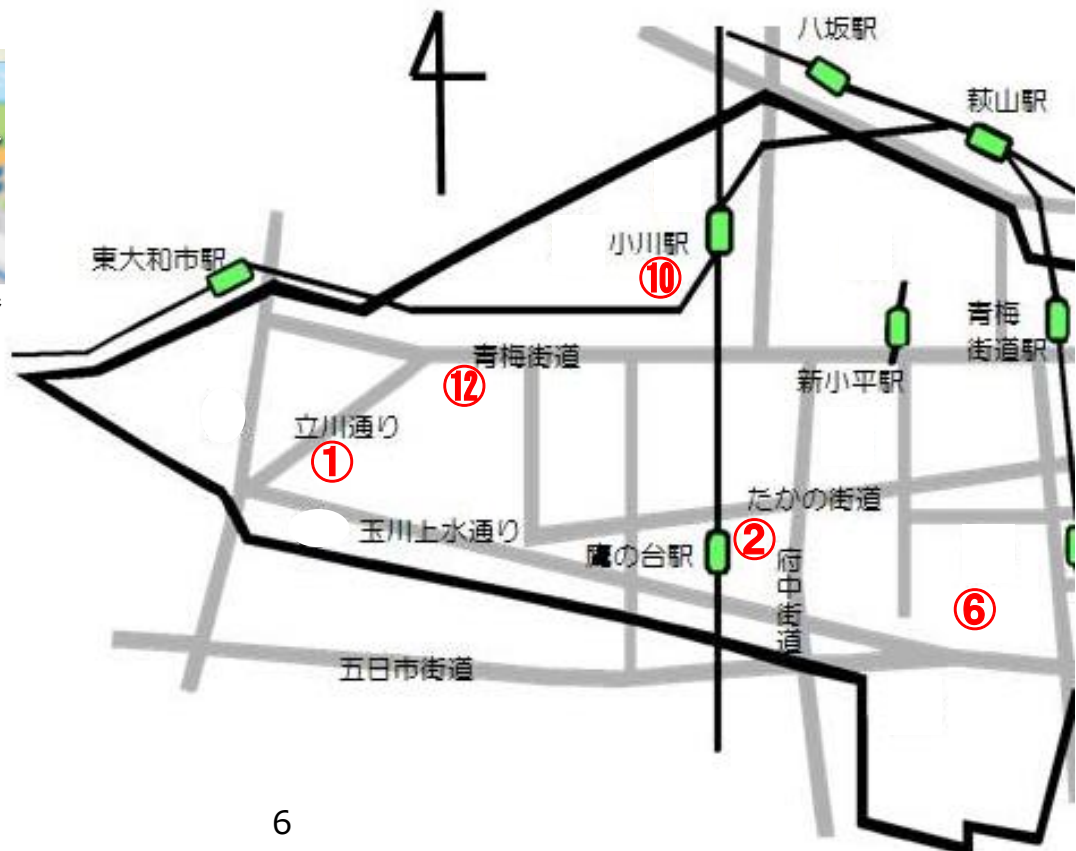 八坂駅
萩山駅
東大和市駅
小川駅
⑩
青梅
街道駅
青梅街道
新小平駅
⑫
立川通り
①
たかの街道
玉川上水通り
鷹の台駅
②
府中街道
⑥
五日市街道
6